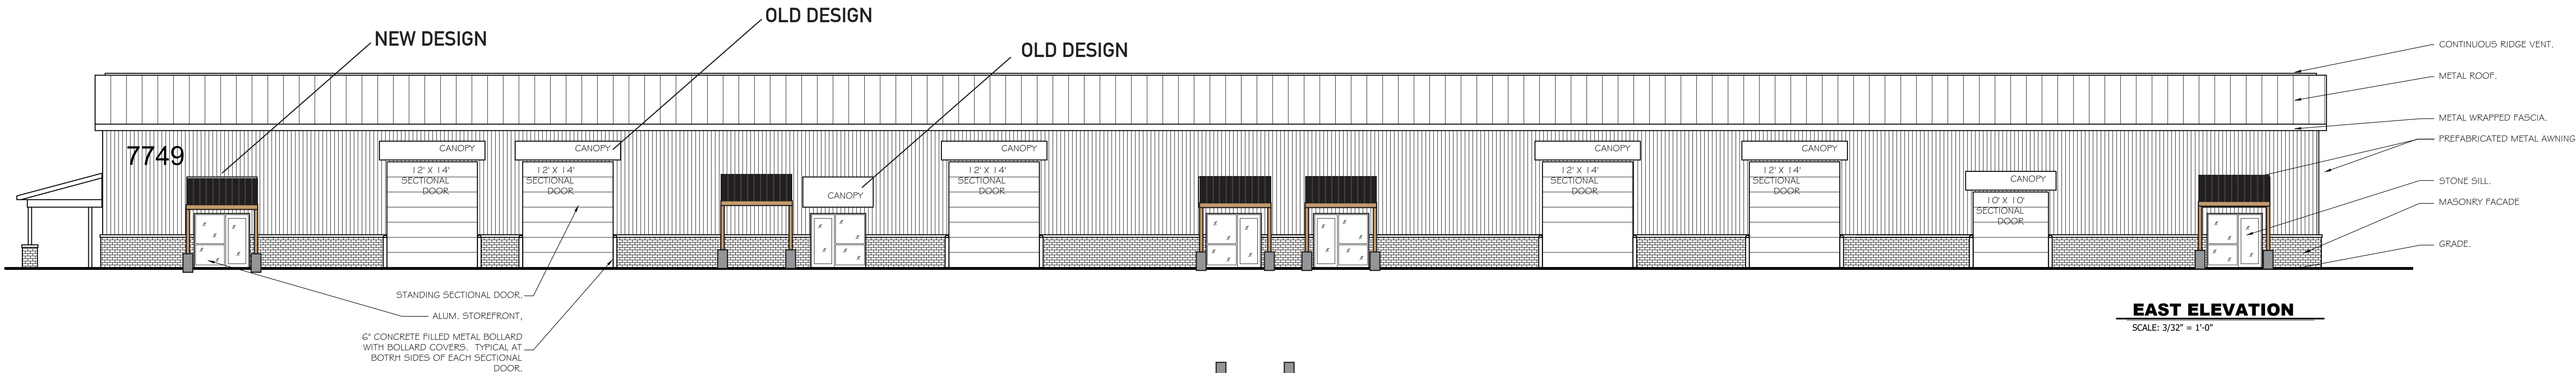 OLD DESIGN
NEW DESIGN
OLD DESIGN
CONTINUOUS RIDGE VENT.
METAL ROOF.
METAL WRAPPED FASCIA.
PREFABRICATED METAL AWNING
7749
CANOPY
CANOPY
CANOPY
CANOPY
CANOPY
12' X 14'
SECTIONAL
DOOR
12' X 14'
SECTIONAL
DOOR
12' X 14'
SECTIONAL
DOOR
12' X 14'
SECTIONAL
DOOR
12' X 14'
SECTIONAL
DOOR
CANOPY
CANOPY
10' X 10'
SECTIONAL
DOOR
STONE SILL.
MASONRY FACADE
GRADE.
STANDING SECTIONAL DOOR.
ALUM. STOREFRONT,
6" CONCRETE FILLED METAL BOLLARD
WITH BOLLARD COVERS. TYPICAL AT
BOTRH SIDES OF EACH SECTIONAL
DOOR.
EAST ELEVATION
SCALE: 3/32" = 1'-0"